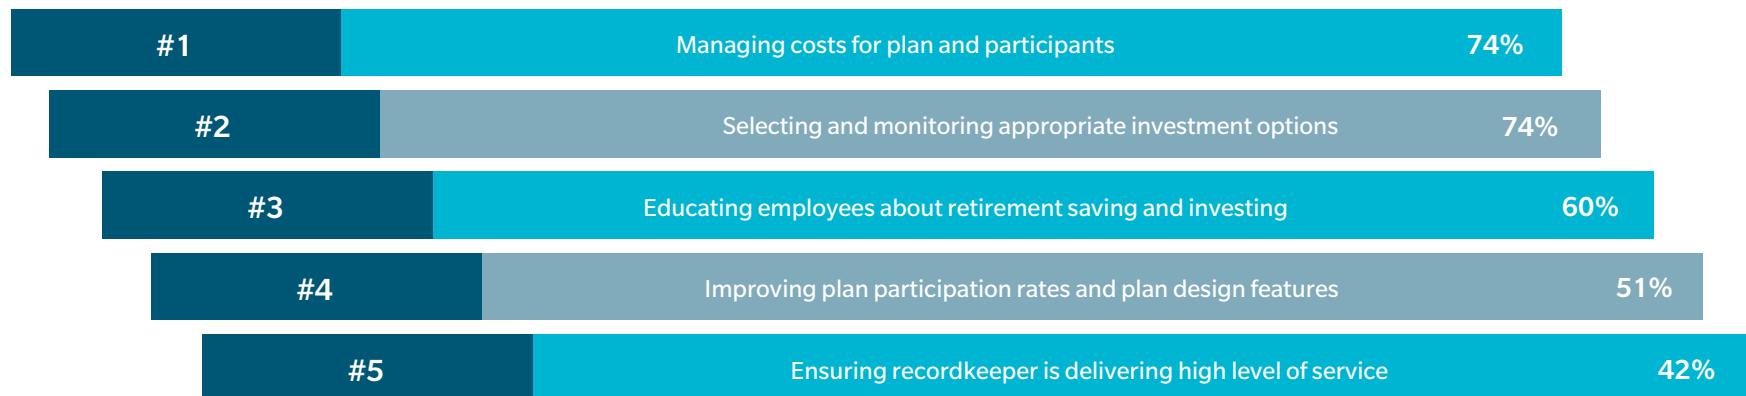 #1 Managing costs for plan and participants 74%
#2 Selecting and monitoring appropriate investment options 74%
#3 Educating employees about retirement saving and investing 60%
#4 Improving plan participation rates and plan design features 51%
#5 Ensuring recordkeeper is delivering high level of service 42%